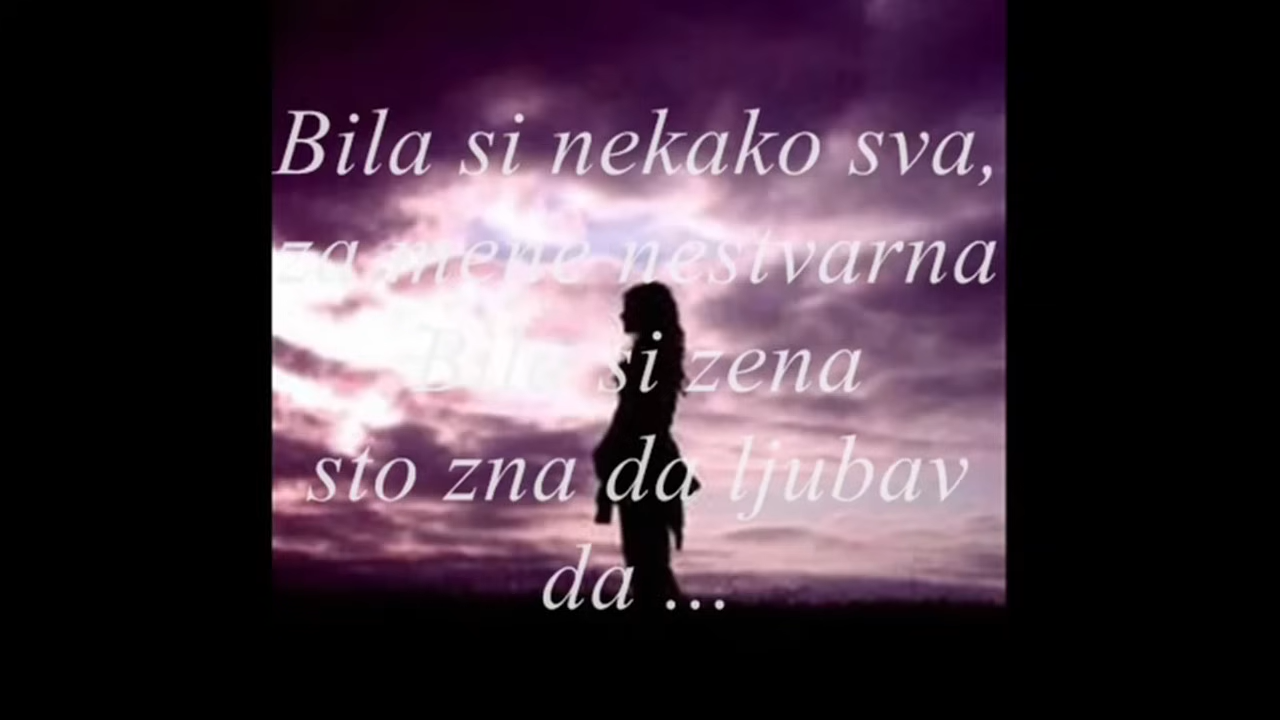 Bila si nekako sva,
za mene nestvarna
Bila si zena
sto zna da ljubav
da ...